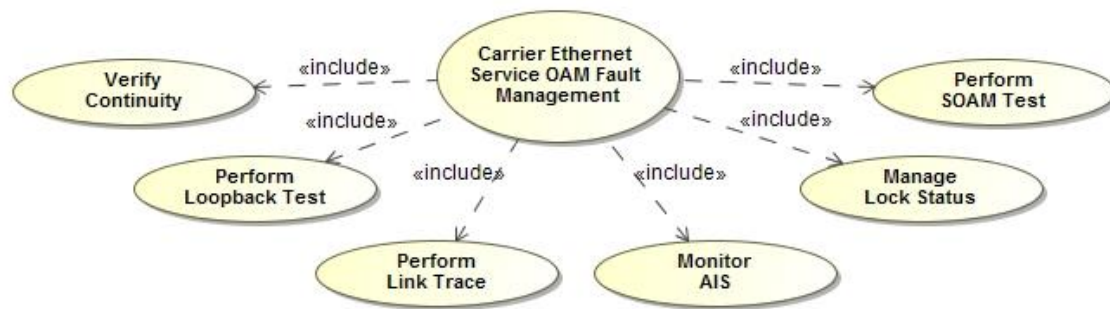 Carrier Ethernet
Service OAM Fault
Management
«include»
«include»
Verify
Continuity
Perform
SOAM Test
«include»
«include»
Perform
Loopback Test
«include»
«include»
Manage
Lock Status
Perform
Link Trace
Monitor
AIS